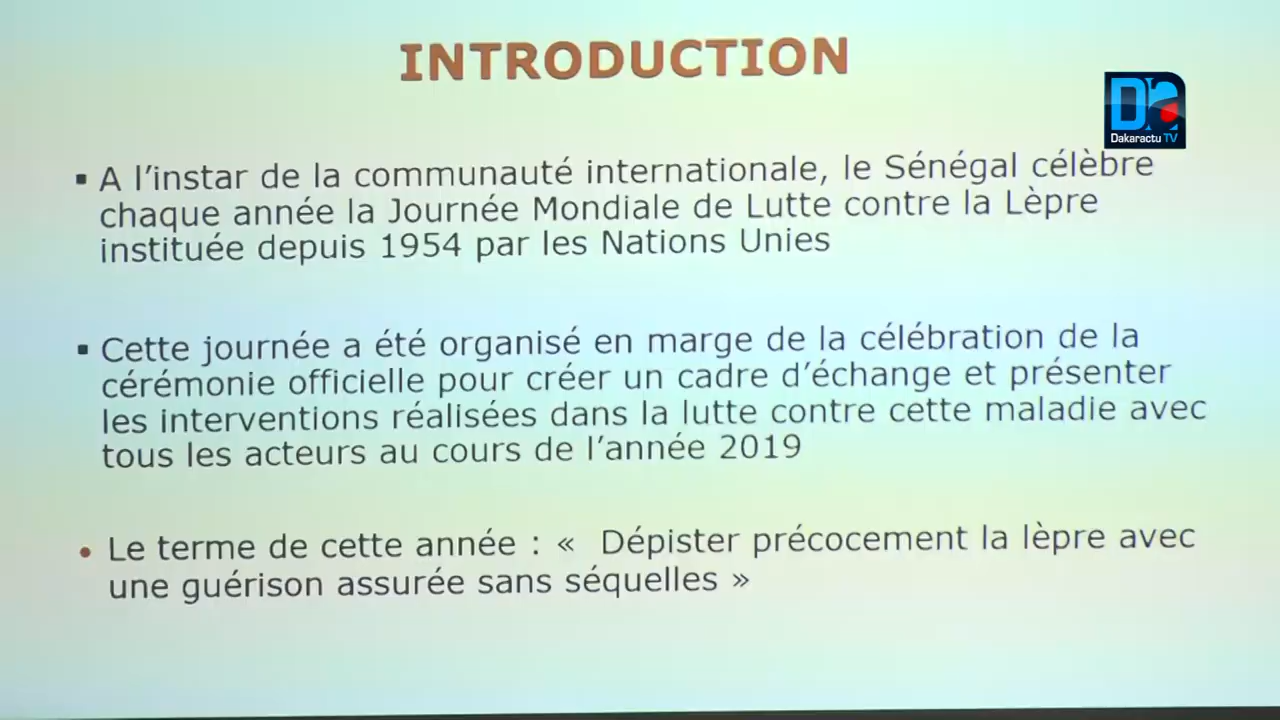 INTRODUCTION
Dakaractu TV
▪ A l’instar de la communauté internationale, le Sénégal célèbre
chaque année la Journée Mondiale de Lutte contre la Lèpre
instituée depuis 1954 par les Nations Unies
▪ Cette journée a été organisé en marge de la célébration de la
cérémonie officielle pour créer un cadre d’échange et présenter
les interventions réalisées dans la lutte contre cette maladie avec
tous les acteurs au cours de l’année 2019
• Le terme de cette année : « Dépister précocement la lèpre avec
une guérison assurée sans séquelles »